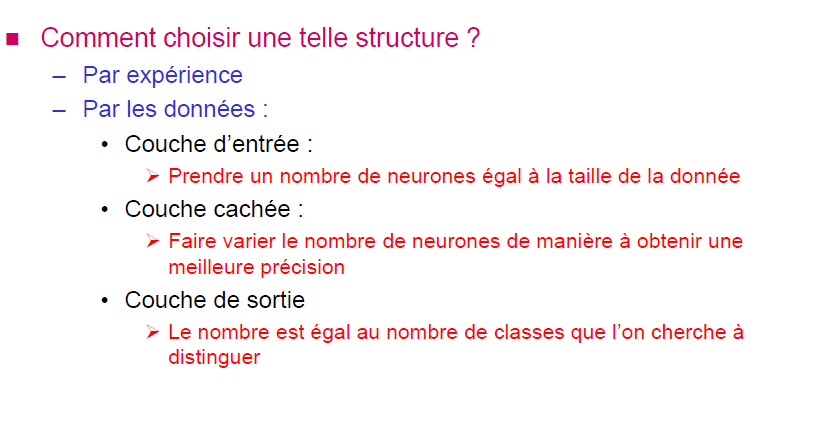 ■ Comment choisir une telle structure ?
– Par expérience
– Par les données :
• Couche d’entrée :
➢ Prendre un nombre de neurones égal à la taille de la donnée
• Couche cachée :
➢ Faire varier le nombre de neurones de manière à obtenir une
meilleure précision
• Couche de sortie
➢ Le nombre est égal au nombre de classes que l’on cherche à
distinguer